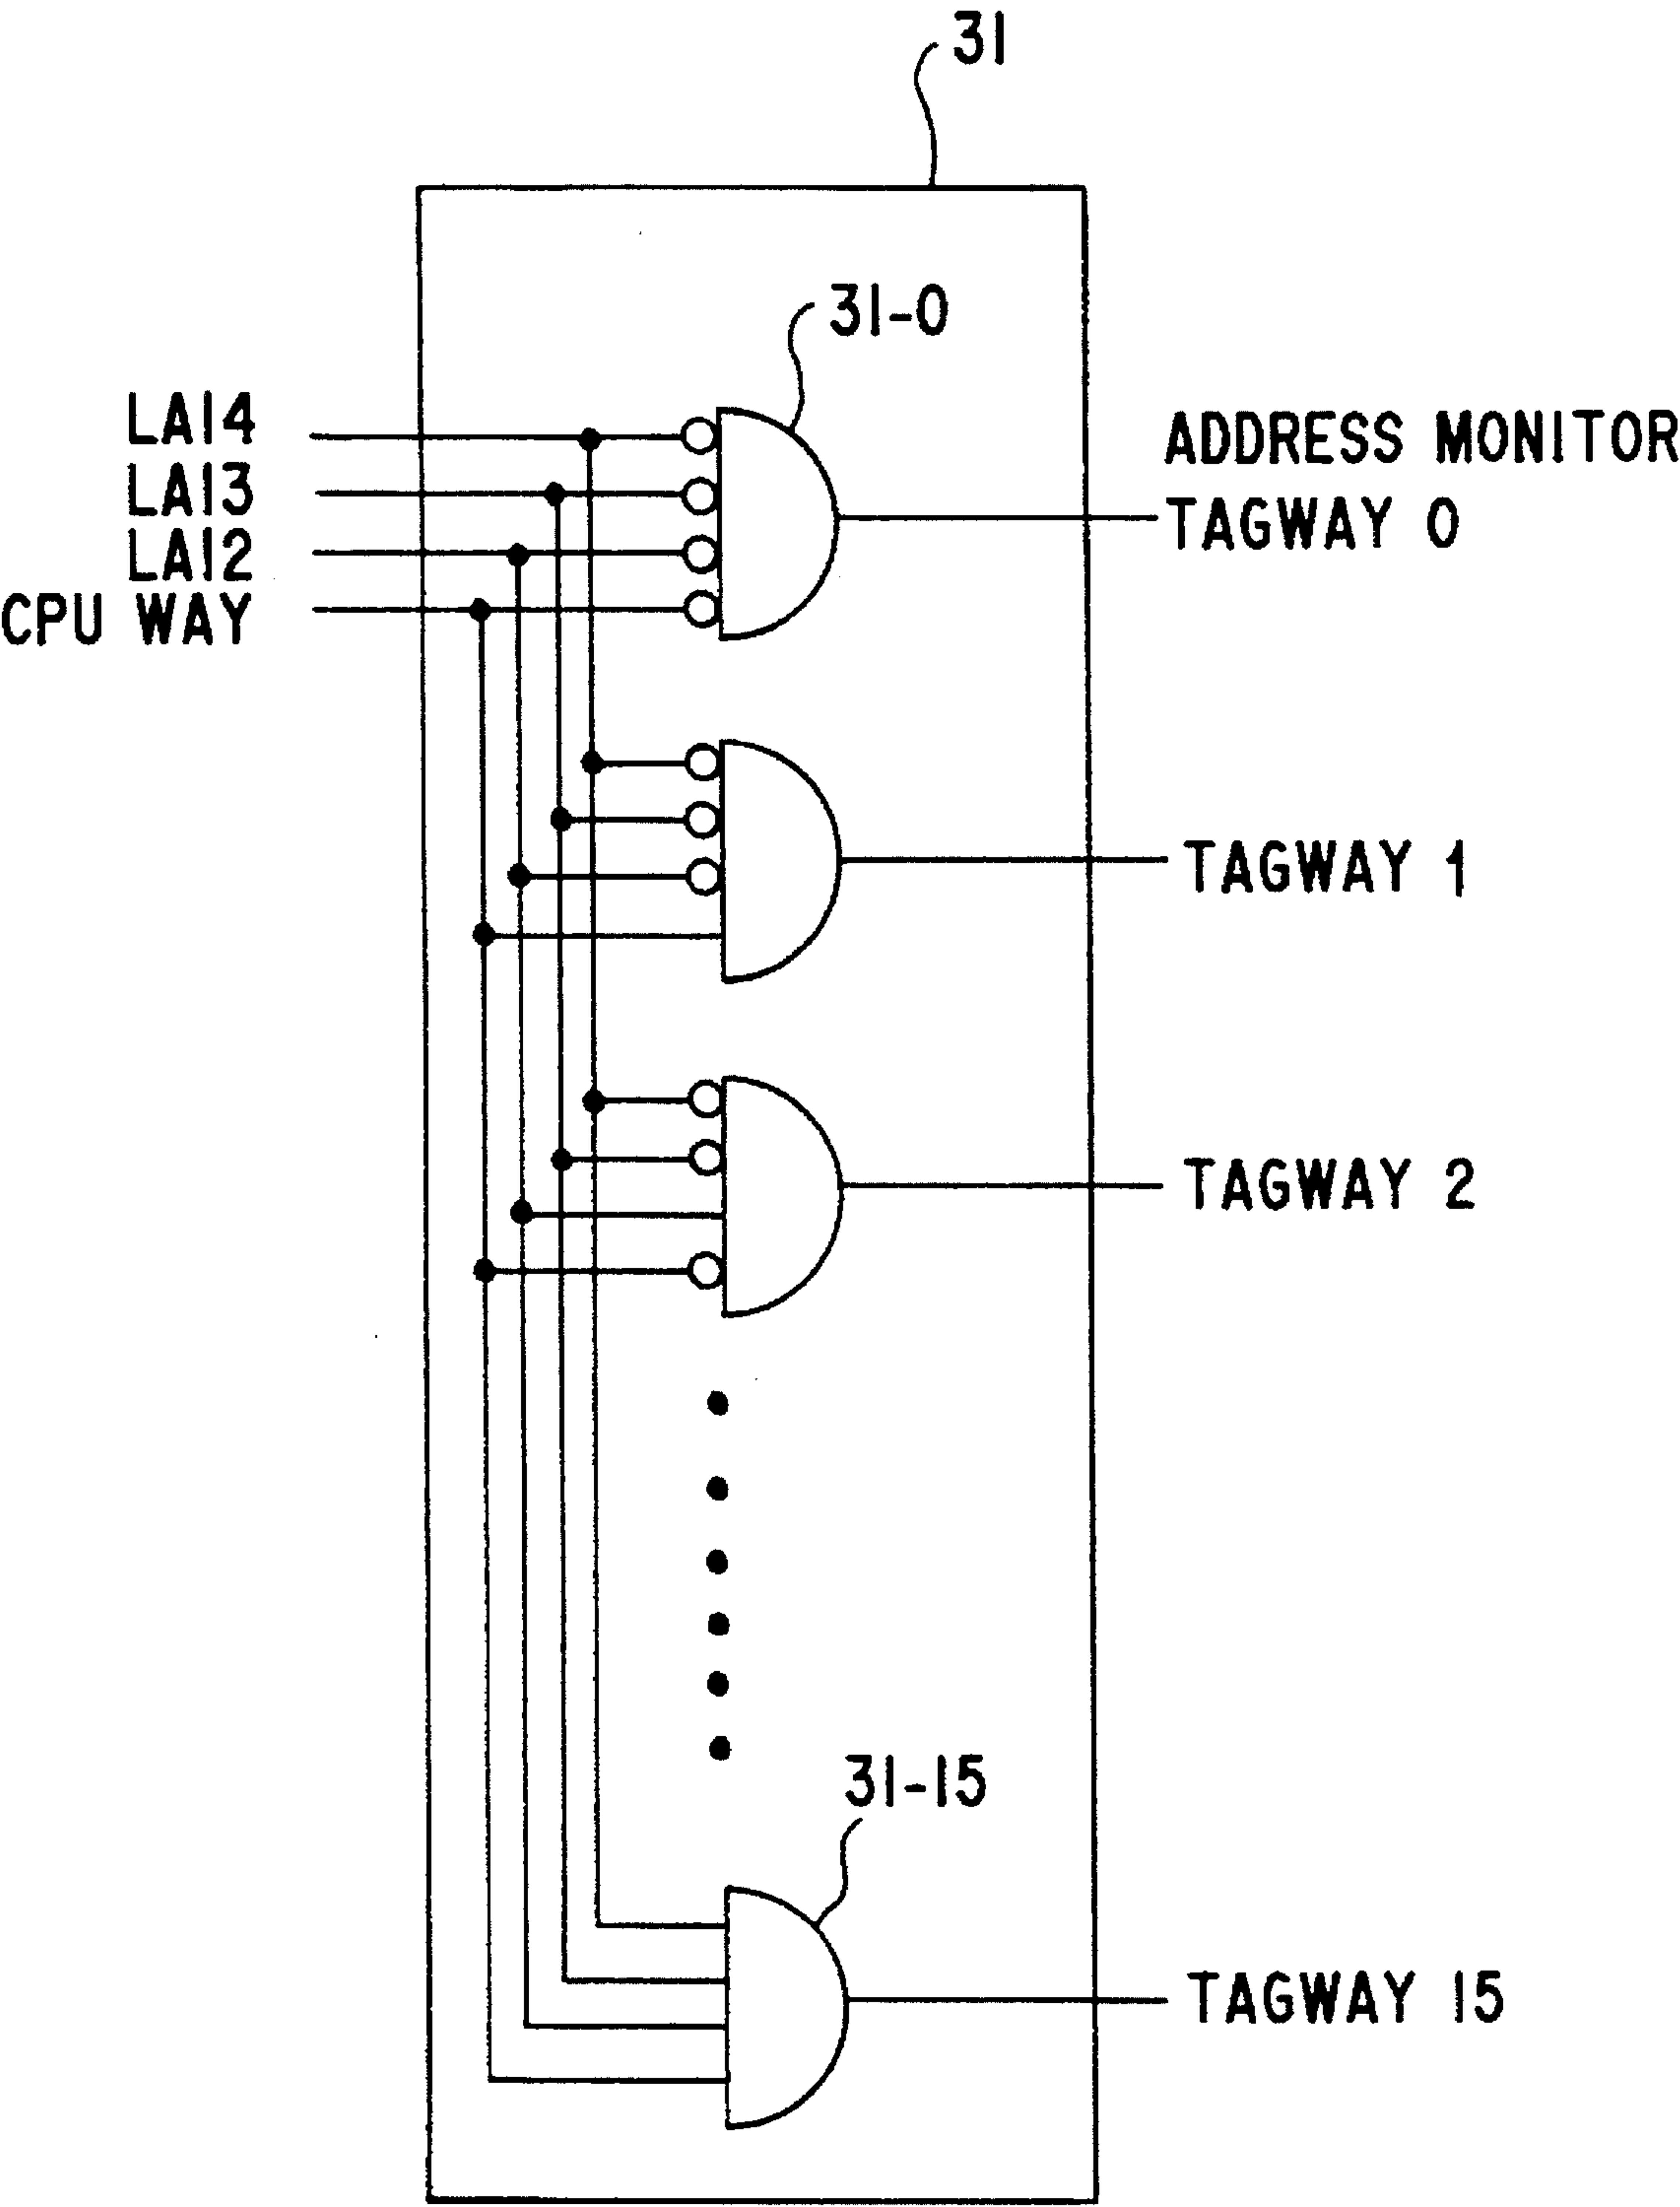 31
31-0
LA14
LA13
LA12
CPU WAY
ADDRESS MONITOR
TAGWAY 0
TAGWAY 1
TAGWAY 2
31-15
TAGWAY 15